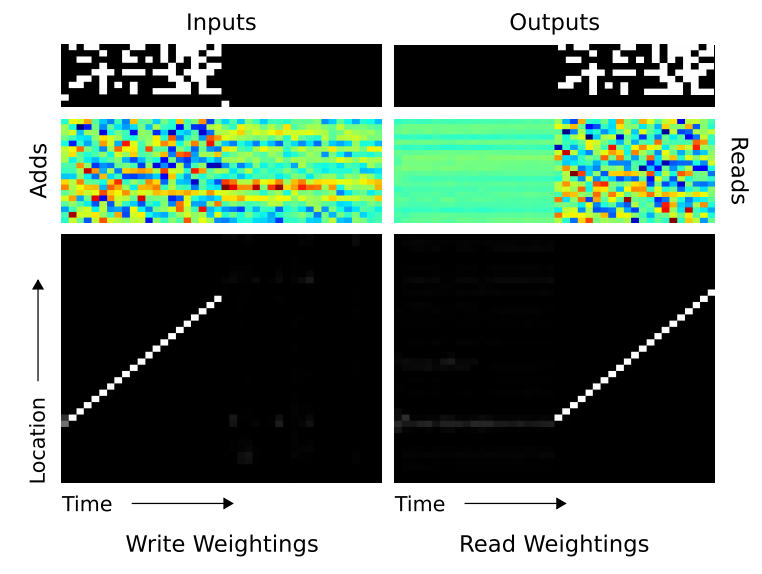 Inputs
Outputs
Adds
Reads
Location
Time
Time
Write Weightings
Read Weightings